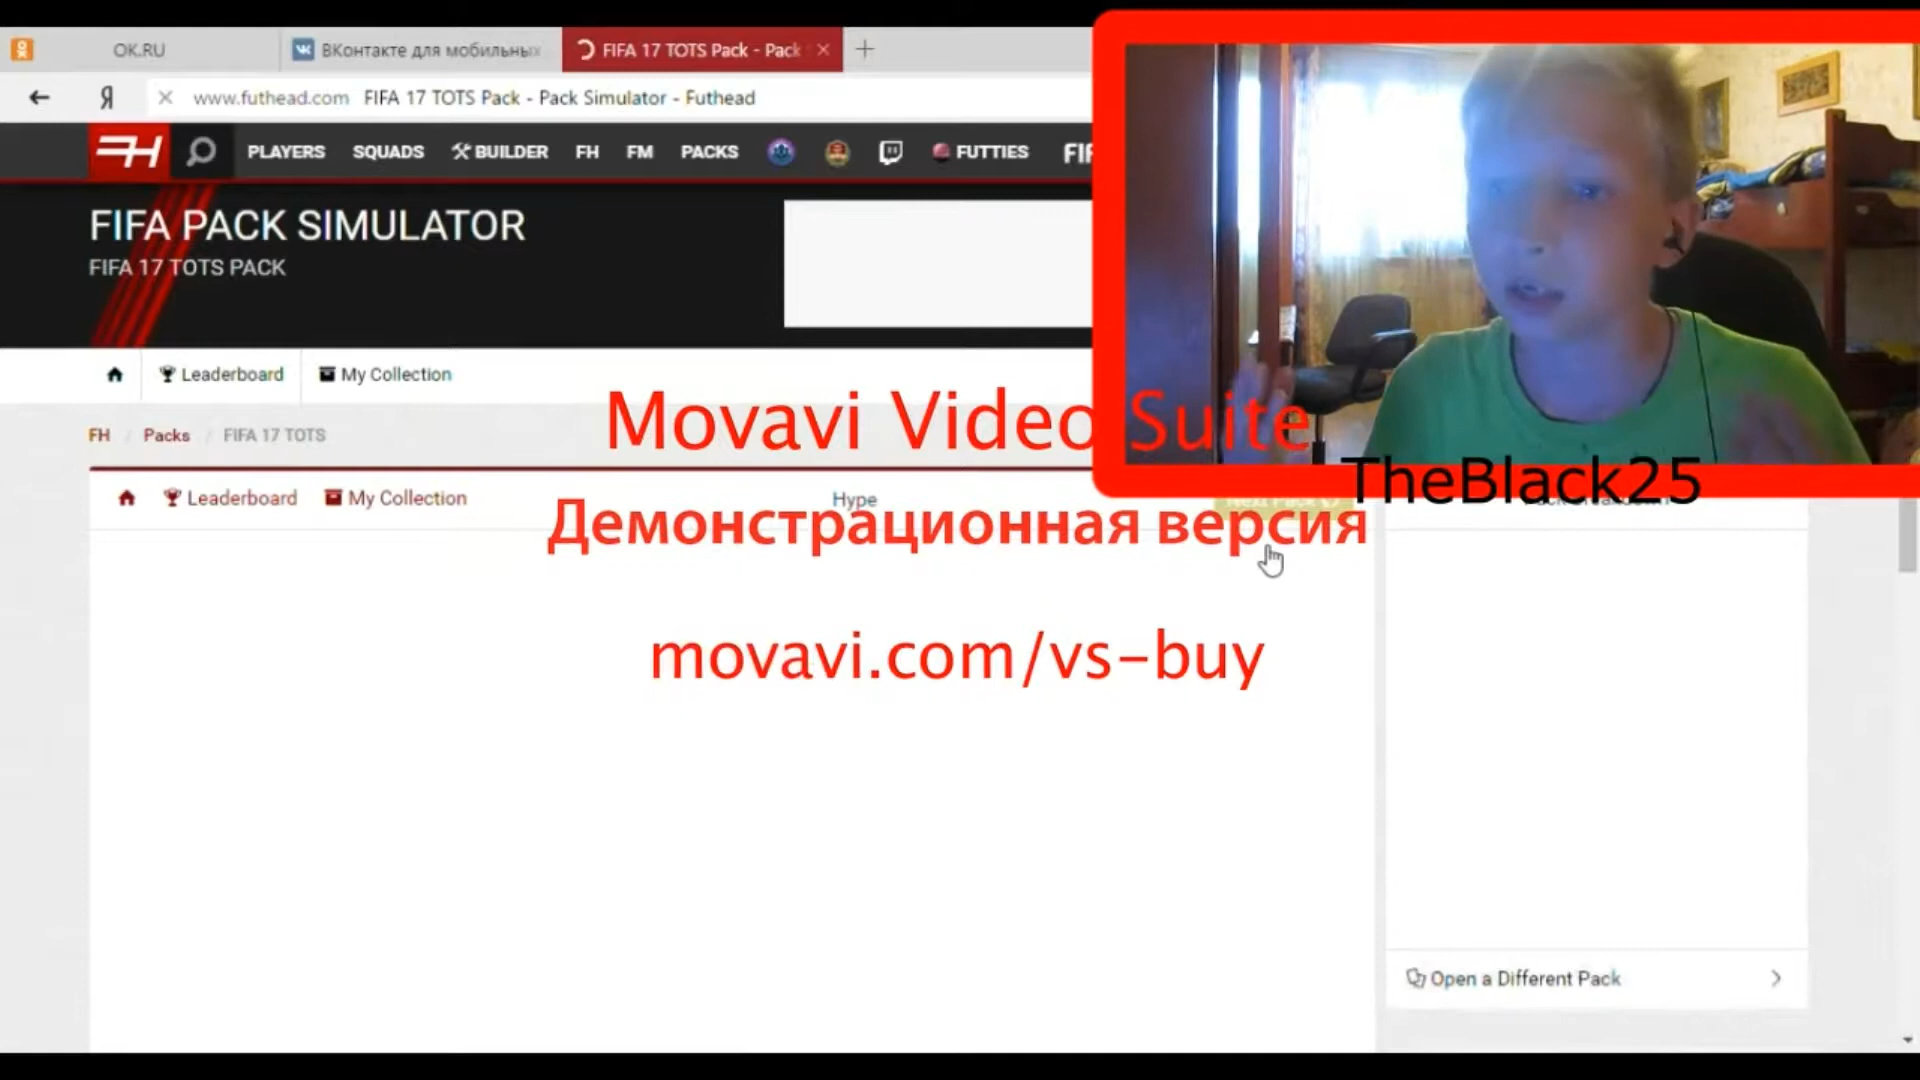 OK.RU
ВКонтакте для мобильных
FIFA 17 TOTS Pack - Pack
www.futhead.com FIFA 17 TOTS Pack - Pack Simulator - Futhead
FH
PLAYERS
SQUADS
BUILDER
FH
FM
PACKS
FUTTIES
FIF
FIFA PACK SIMULATOR
FIFA 17 TOTS PACK
Leaderboard
My Collection
Movavi Video Suite
FH / Packs / FIFA 17 TOTS
TheBlack25
Leaderboard
My Collection
Hype
Демонстрационная версия
movavi.com/vs-buy
Open a Different Pack